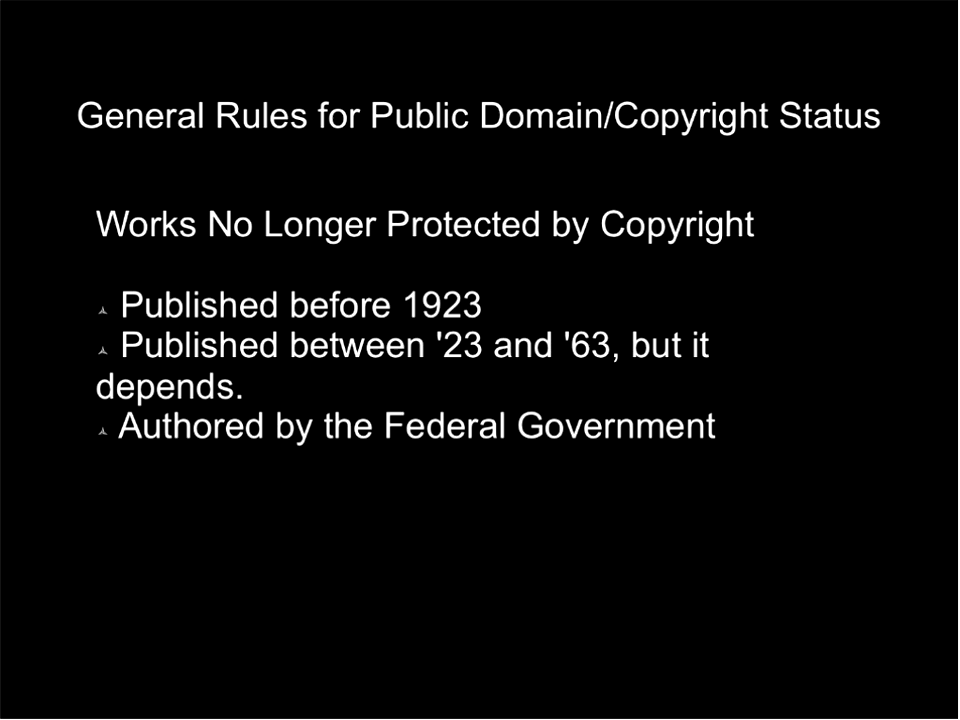 General Rules for Public Domain/Copyright Status
Works No Longer Protected by Copyright
⮚ Published before 1923
⮚ Published between '23 and '63, but it
depends.
⮚ Authored by the Federal Government